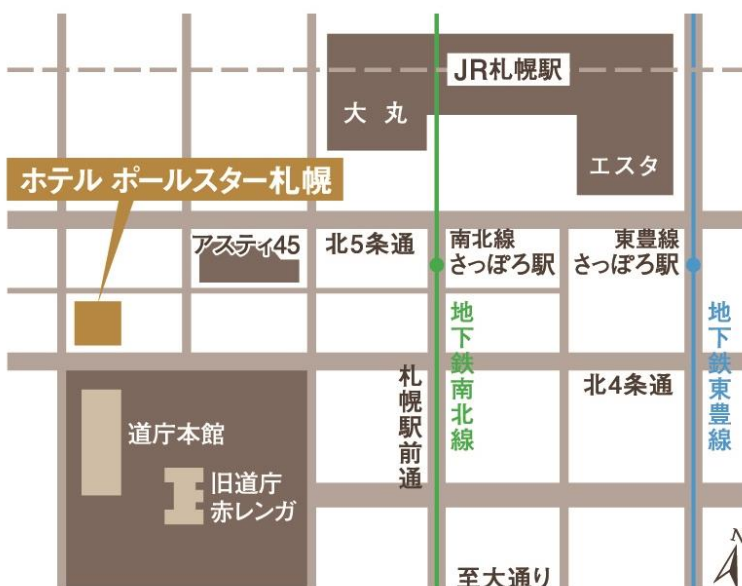 JR札幌駅
大丸
エスタ
ホテル ポールスター札幌
アスティ45
北5条通
南北線
さっぽろ駅
東豊線
さっぽろ駅
地下鉄南北線
地下鉄東豊線
札幌駅前通
北4条通
道庁本館
旧道庁
赤レンガ
至大通り
N